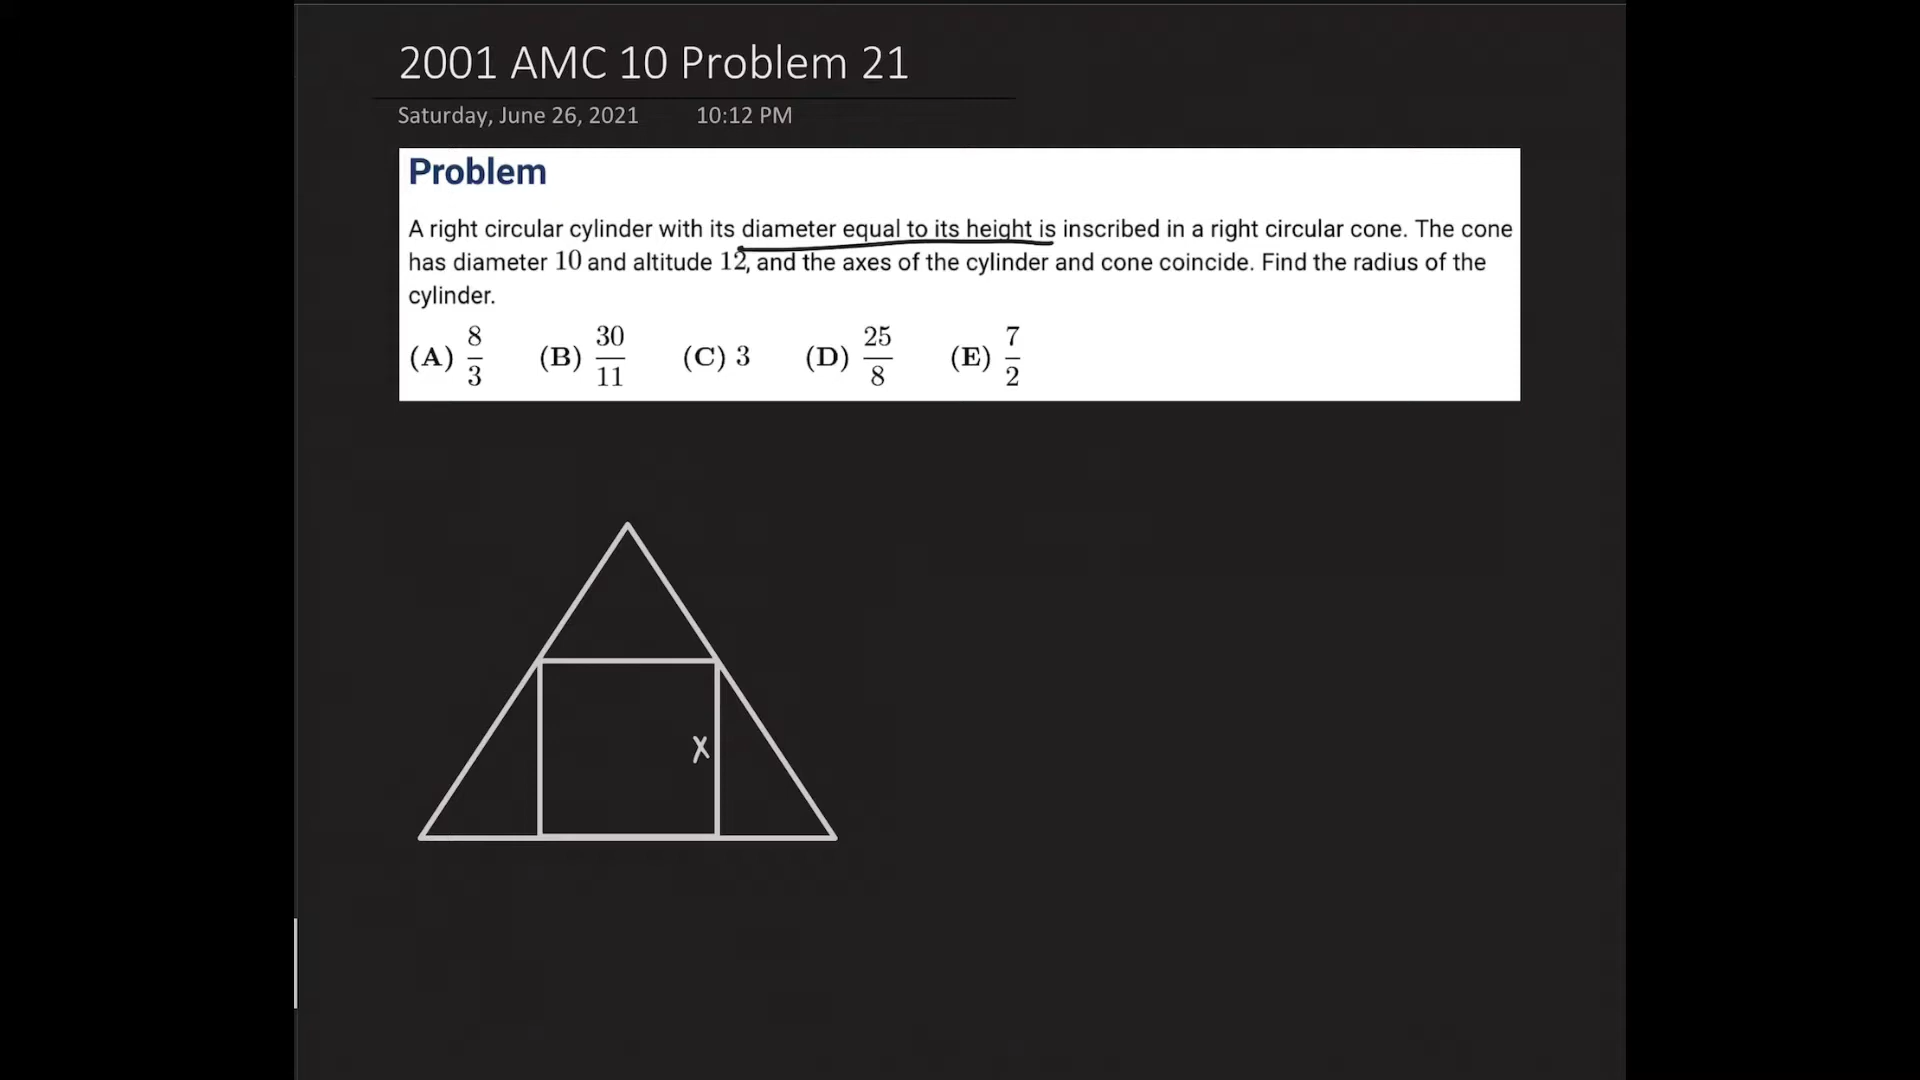 2001 AMC 10 Problem 21
Saturday, June 26, 2021 10:12 PM
Problem
A right circular cylinder with its diameter equal to its height is inscribed in a right circular cone. The cone
has diameter 10 and altitude 12, and the axes of the cylinder and cone coincide. Find the radius of the
cylinder.
(A) 8/3 (B) 30/11 (C) 3 (D) 25/8 (E) 7/2
x